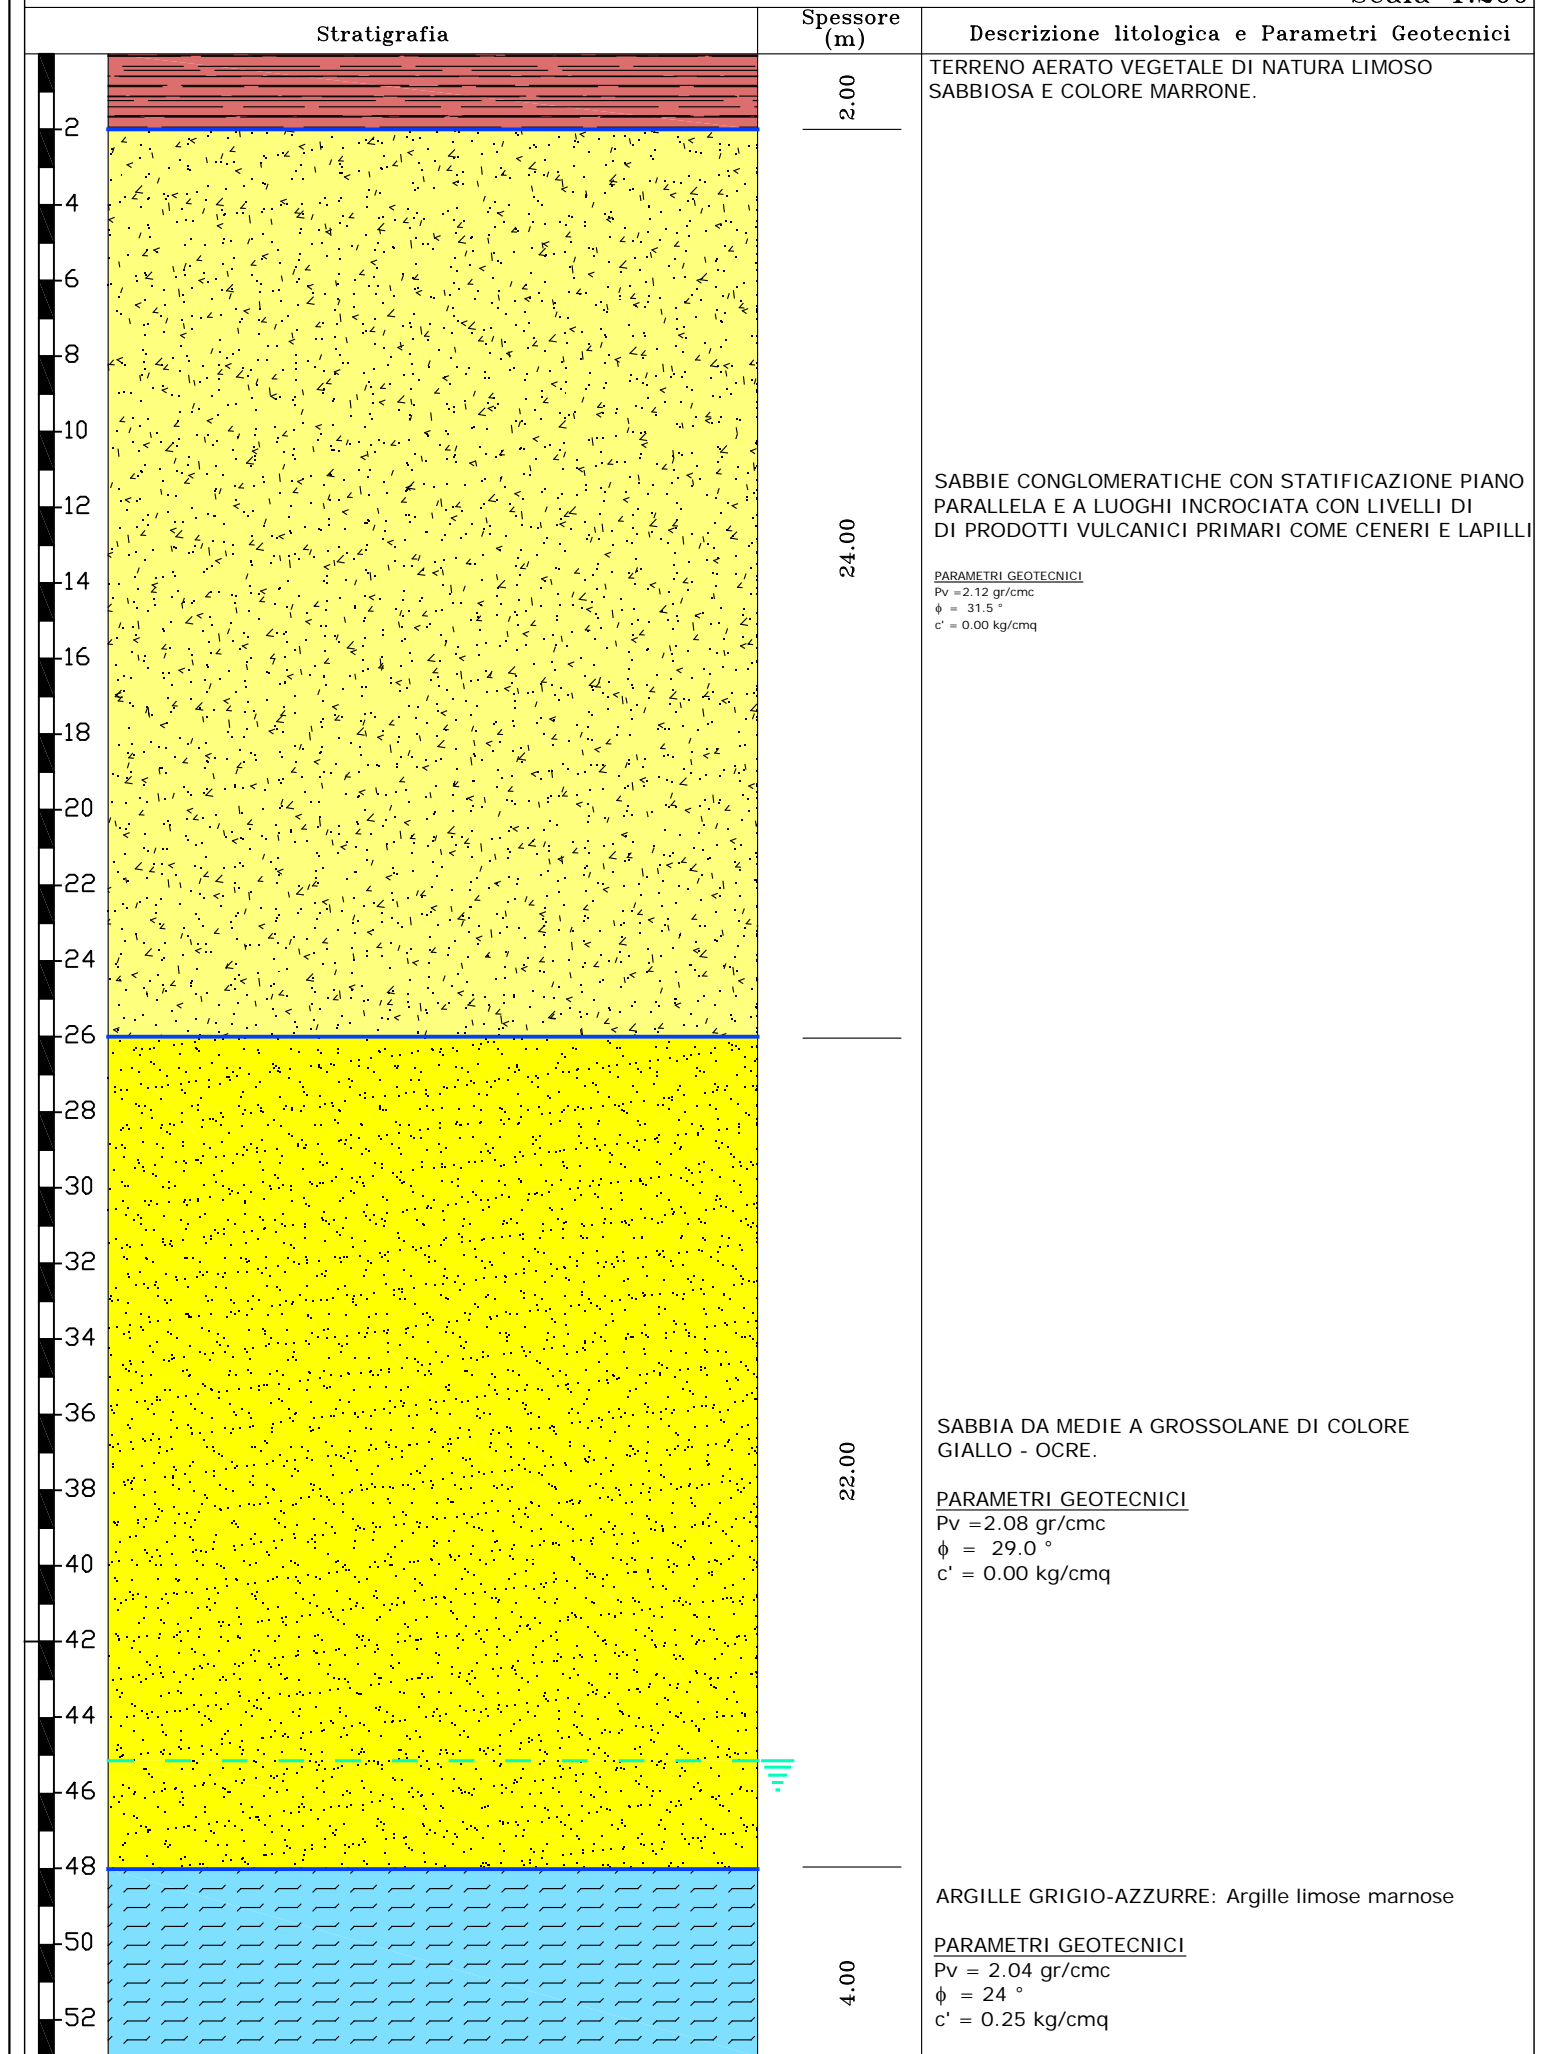 Stratigrafia
Spessore
(m)
Descrizione litologica e Parametri Geotecnici
2.00
TERRENO AERATO VEGETALE DI NATURA LIMOSO
SABBIOSA E COLORE MARRONE.
2
4
6
8
10
12
14
16
18
20
22
24
26
24.00
SABBIE CONGLOMERATICHE CON STATIFICAZIONE PIANO
PARALLELA E A LUOGHI INCROCIATA CON LIVELLI DI
DI PRODOTTI VULCANICI PRIMARI COME CENERI E LAPILLI
PARAMETRI GEOTECNICI
Pv =2.12 gr/cmc
ϕ = 31.5 °
c' = 0.00 kg/cmq
28
30
32
34
36
38
40
42
44
46
48
22.00
SABBIA DA MEDIE A GROSSOLANE DI COLORE
GIALLO - OCRE.
PARAMETRI GEOTECNICI
Pv =2.08 gr/cmc
ϕ = 29.0 °
c' = 0.00 kg/cmq
50
52
4.00
ARGILLE GRIGIO-AZZURRE: Argille limose marnose
PARAMETRI GEOTECNICI
Pv = 2.04 gr/cmc
ϕ = 24 °
c' = 0.25 kg/cmq